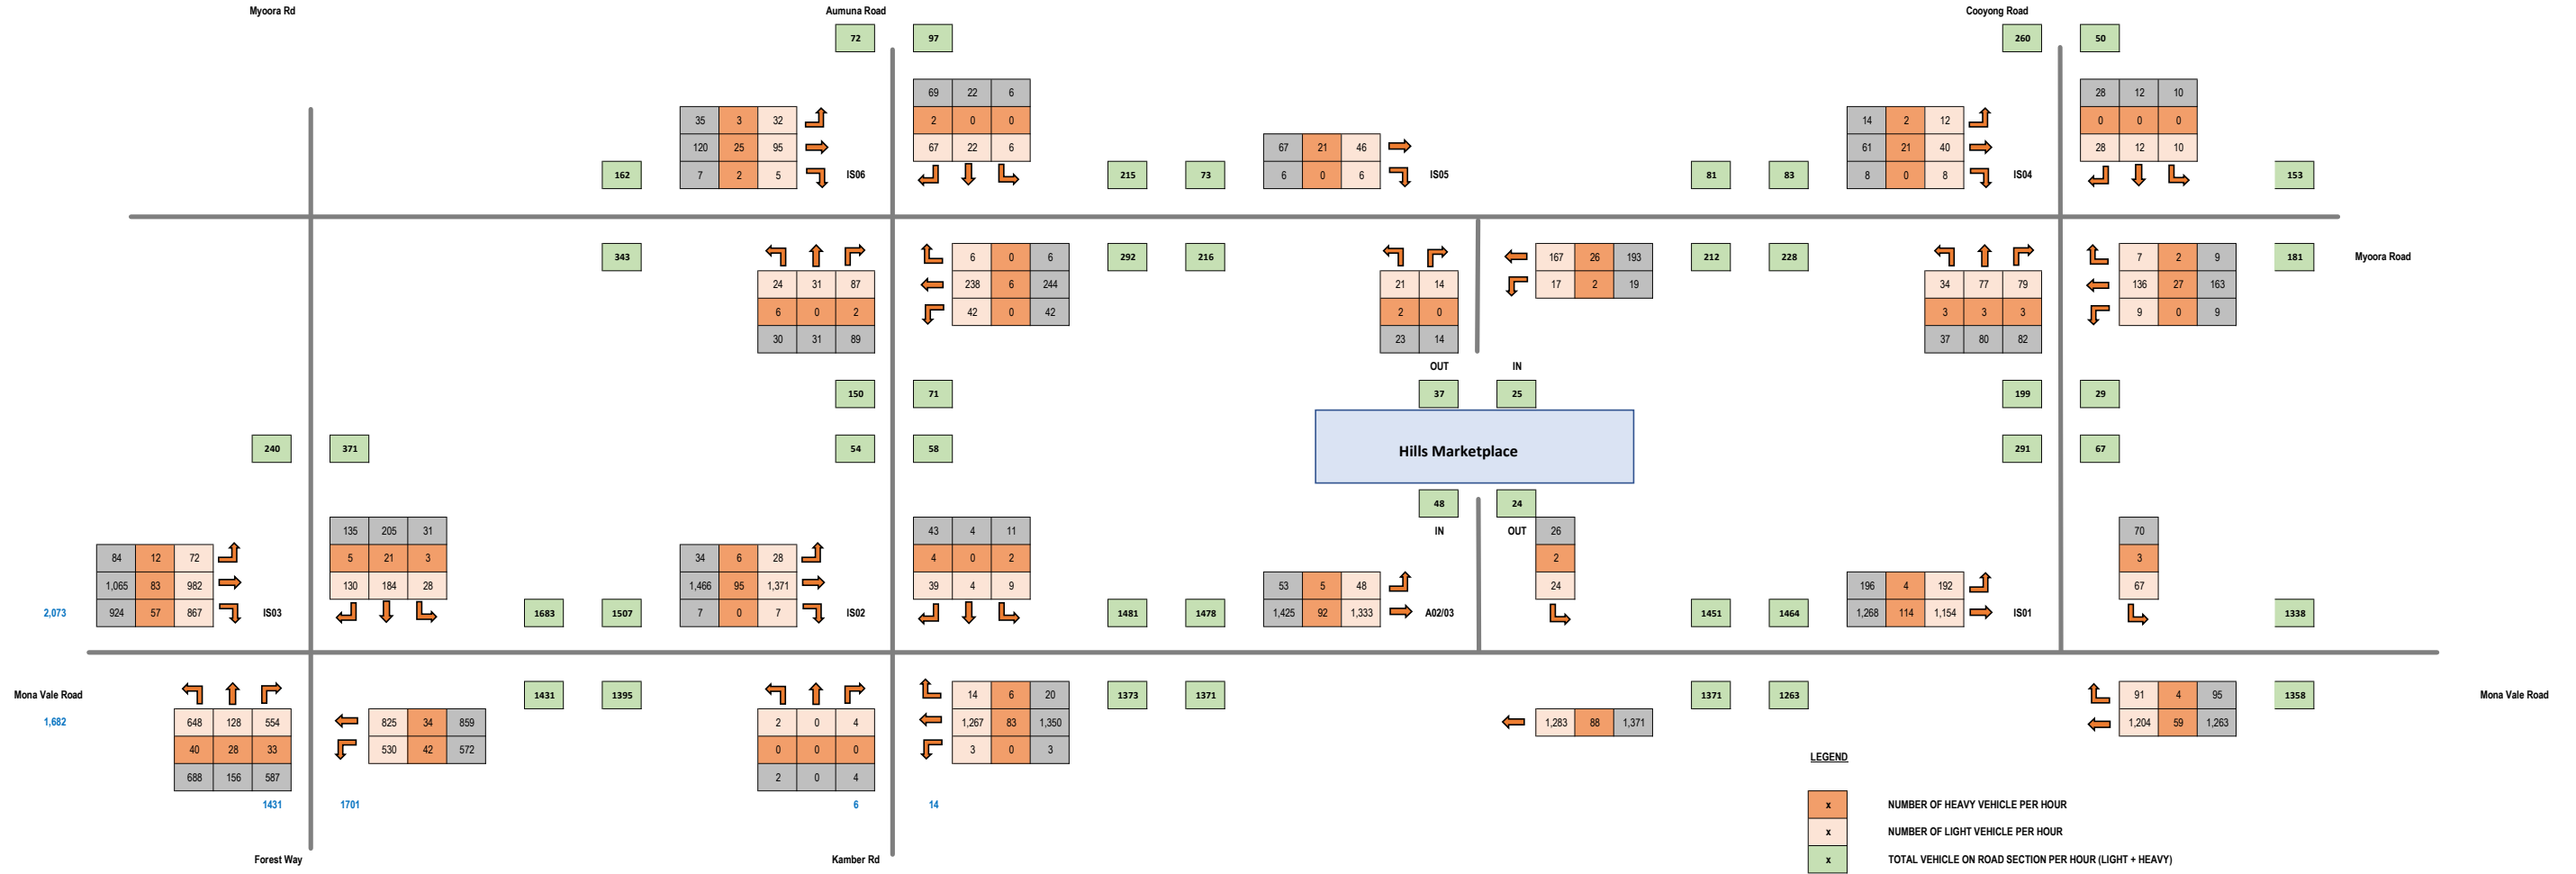 Myoora Rd Aumuna Road Cooyong Road
72 97 260 50
69 22 6 28 12 10
35 3 32 2 0 0 14 2 12 0 0 0
120 25 95 67 22 6 67 21 46 61 21 40 28 12 10
162 7 2 5 IS06 215 73 6 0 6 IS05 81 83 8 0 8 IS04 153
343 6 0 6 292 216 167 26 193 212 228 7 2 9 181 Myoora Road
24 31 87 238 6 244 21 14 17 2 19 34 77 79 136 27 163
6 0 2 42 0 42 2 0 3 3 3 9 0 9
30 31 89 23 14 37 80 82
OUT IN
150 71 37 25 199 29
240 371 54 58 Hills Marketplace 291 67
48 24
135 205 31 43 4 11 IN OUT 26 70
84 12 72 5 21 3 34 6 28 4 0 2 2 3
1,065 83 982 130 184 28 1,466 95 1,371 39 4 9 53 5 48 24 196 4 192 67
2,073 924 57 867 IS03 1683 1507 7 0 7 IS02 1481 1478 1,425 92 1,333 A02/03 1451 1464 1,268 114 1,154 IS01 1338
Mona Vale Road 1431 1395 14 6 20 1373 1371 1371 1263 91 4 95 1358 Mona Vale Road
1,682 648 128 554 825 34 859 2 0 4 1,267 83 1,350 1,283 88 1,371 1,204 59 1,263
40 28 33 530 42 572 0 0 0 3 0 3
688 156 587 2 0 4
LEGEND
1431 1701 6 14 x NUMBER OF HEAVY VEHICLE PER HOUR
x NUMBER OF LIGHT VEHICLE PER HOUR
Forest Way Kamber Rd x TOTAL VEHICLE ON ROAD SECTION PER HOUR (LIGHT + HEAVY)